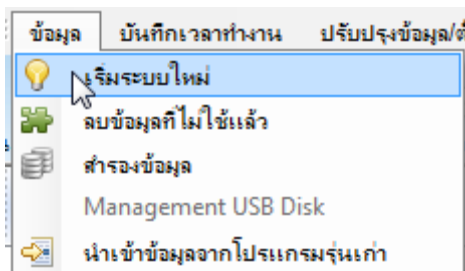 ข้อมูล บันทึกเวลาทำงาน ปรับปรุงข้อมูล/
เริ่มระบบใหม่
ลบข้อมูลที่ไม่ใช้แล้ว
สำรองข้อมูล
Management USB Disk
นำเข้าข้อมูลจากโปรแกรมรุ่นเก่า